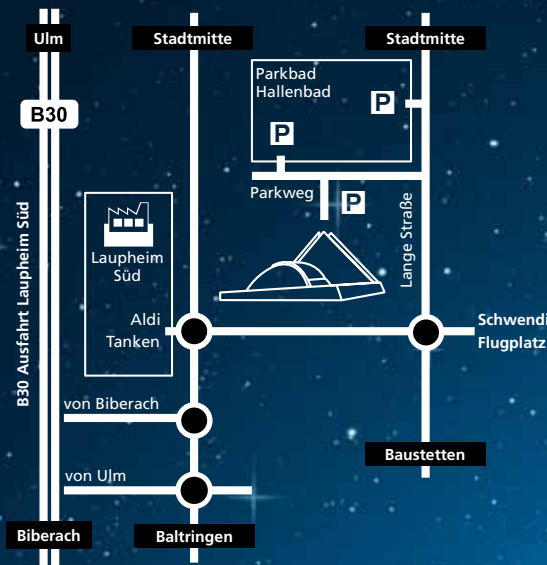 Ulm
Stadtmitte
Stadtmitte
Parkbad
Hallenbad
P
B30
P
Parkweg
P
Lange Straße
Laupheim
Süd
B30 Ausfahrt Laupheim Süd
Aldi
Tanken
Schwendi
Flugplatz
von Biberach
Baustetten
von Ulm
Biberach
Baltringen